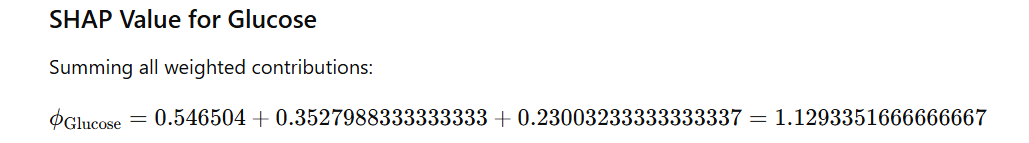 SHAP Value for Glucose
Summing all weighted contributions:
ϕGlucose = 0.546504 + 0.3527988333333333 + 0.23003233333333337 = 1.1293351666666667